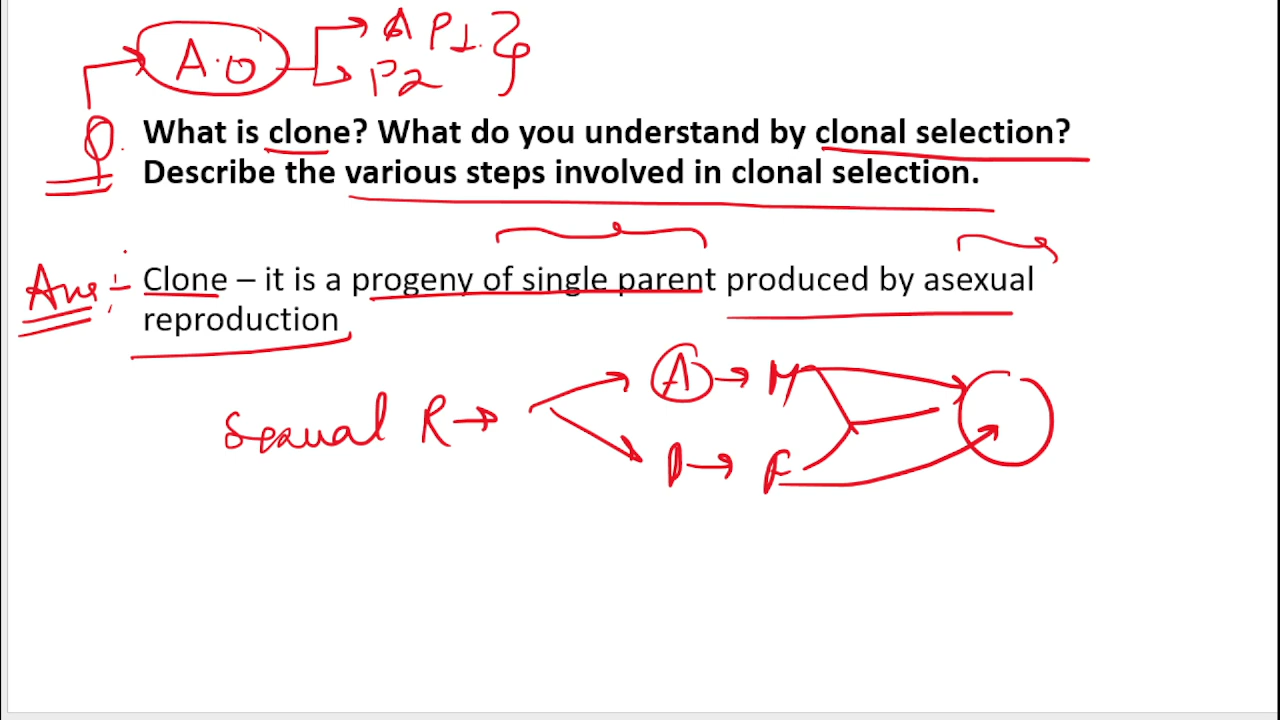 A.O
A P1.
P2
Q
What is clone? What do you understand by clonal selection?
Describe the various steps involved in clonal selection.
Ans :- Clone – it is a progeny of single parent produced by asexual
reproduction
A → M
Sexual R →
F